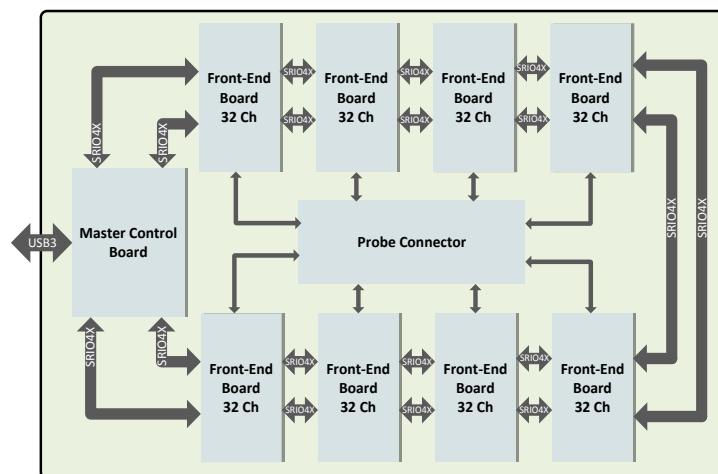 Front-End
Board
32 Ch
SRIO4X
SRIO4X
Front-End
Board
32 Ch
SRIO4X
SRIO4X
Front-End
Board
32 Ch
SRIO4X
SRIO4X
Front-End
Board
32 Ch
SRIO4X
SRIO4X
SRIO4X
SRIO4X
USB3
Master Control
Board
Probe Connector
SRIO4X
SRIO4X
Front-End
Board
32 Ch
SRIO4X
SRIO4X
Front-End
Board
32 Ch
SRIO4X
SRIO4X
Front-End
Board
32 Ch
SRIO4X
SRIO4X
Front-End
Board
32 Ch